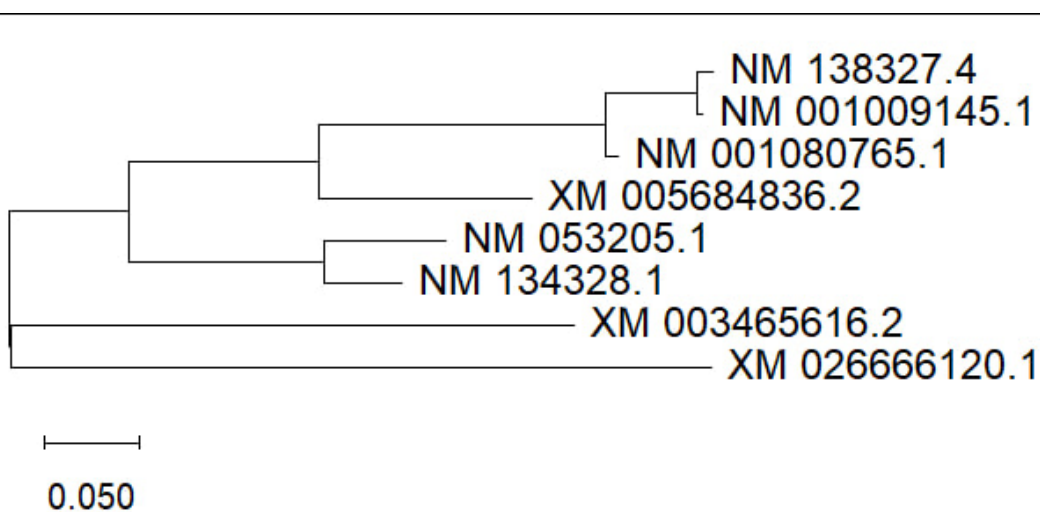 NM 138327.4
NM 001009145.1
NM 001080765.1
XM 005684836.2
NM 053205.1
NM 134328.1
XM 003465616.2
XM 026666120.1
0.050